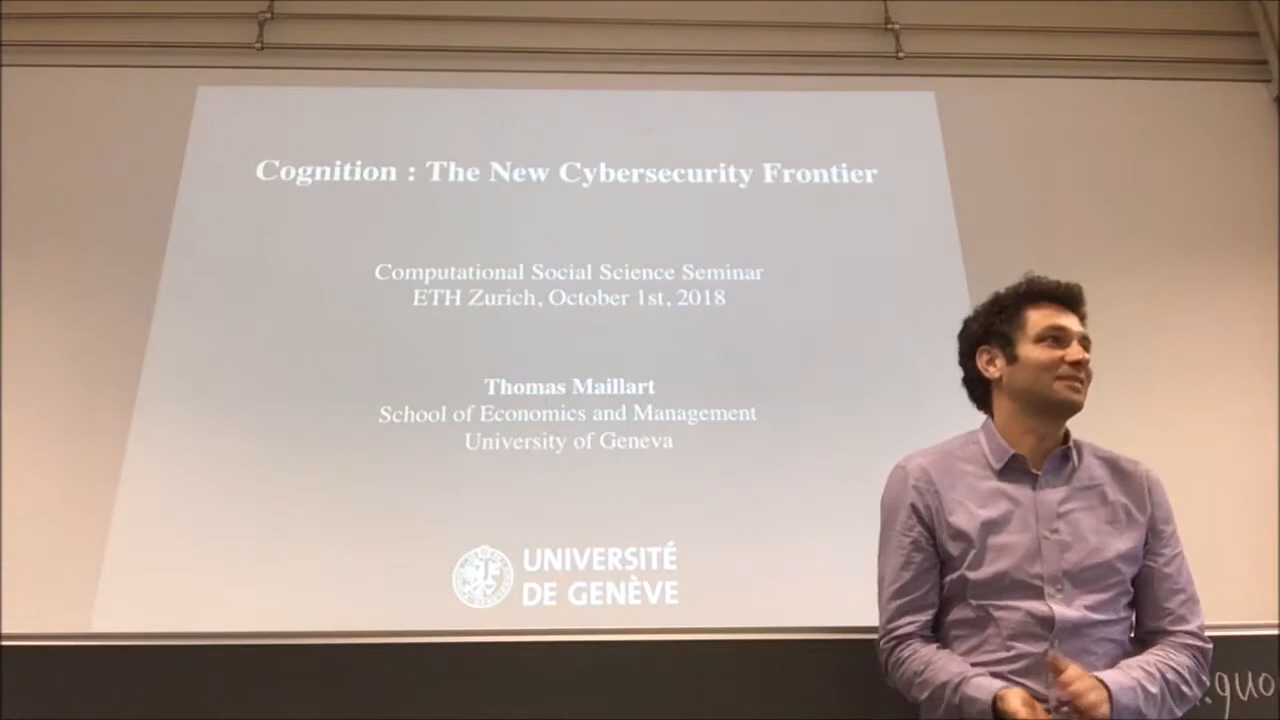 Cognition : The New Cybersecurity Frontier
Computational Social Science Seminar
ETH Zurich, October 1st, 2018
Thomas Maillart
School of Economics and Management
University of Geneva
UNIVERSITÉ
DE GENÈVE